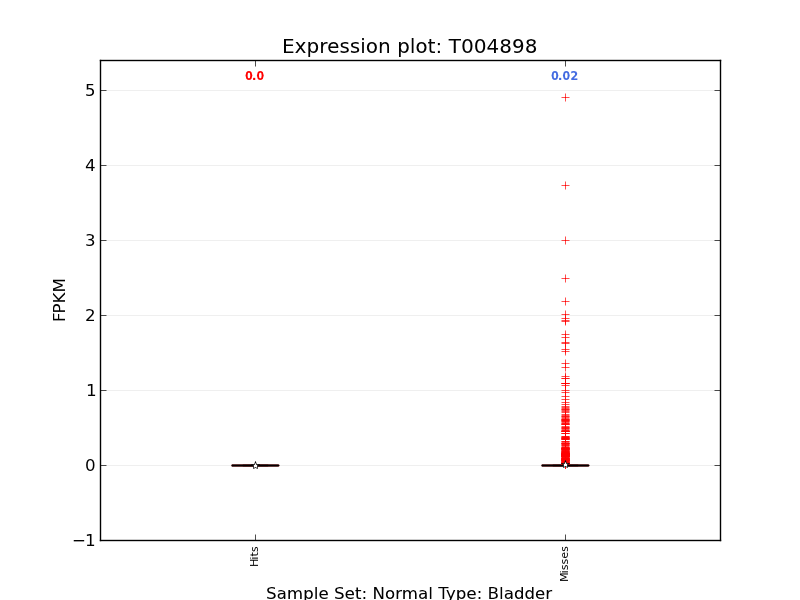 Expression plot: T004898
0.0
0.02
5
4
3
2
1
0
−1
FPKM
Hits
Misses
Sample Set: Normal Type: Bladder